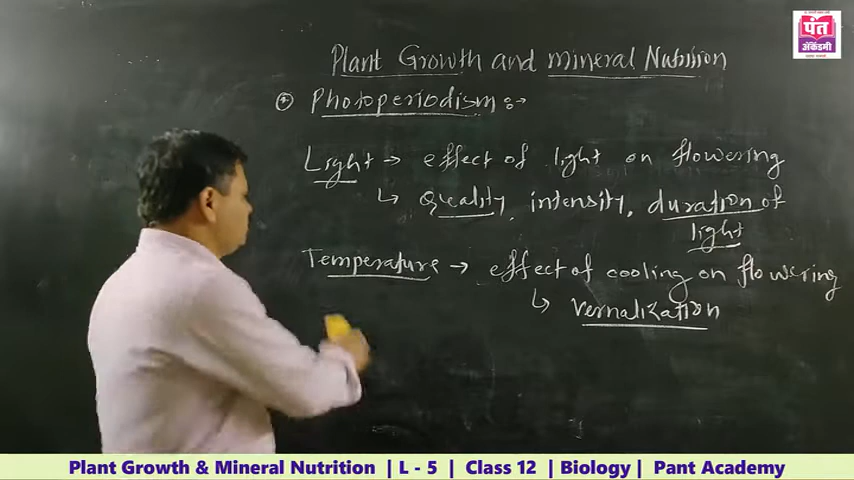 पंत
अॅकॅडमी
Plant Growth and mineral Nutrition
Photoperiodism :-
Light → effect of light on flowering
↳ Quality, intensity, duration of
light
Temperature → effect of cooling on flowering
↳ Vernalization
Plant Growth & Mineral Nutrition | L - 5 | Class 12 | Biology | Pant Academy